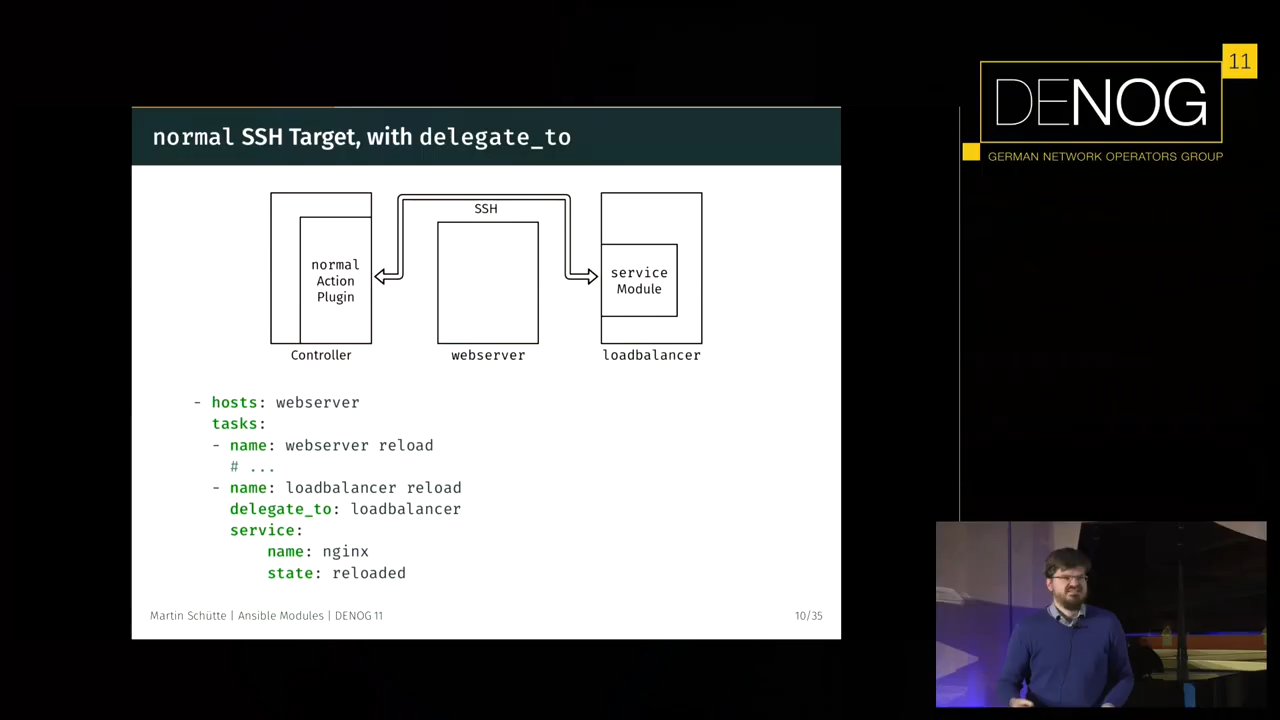 normal SSH Target, with delegate_to
SSH
normal
Action
Plugin
service
Module
Controller
webserver
loadbalancer
- hosts: webserver
tasks:
- name: webserver reload
# ...
- name: loadbalancer reload
delegate_to: loadbalancer
service:
name: nginx
state: reloaded
Martin Schütte | Ansible Modules | DENOG 11
10/35
11
DENOG
GERMAN NETWORK OPERATORS GROUP